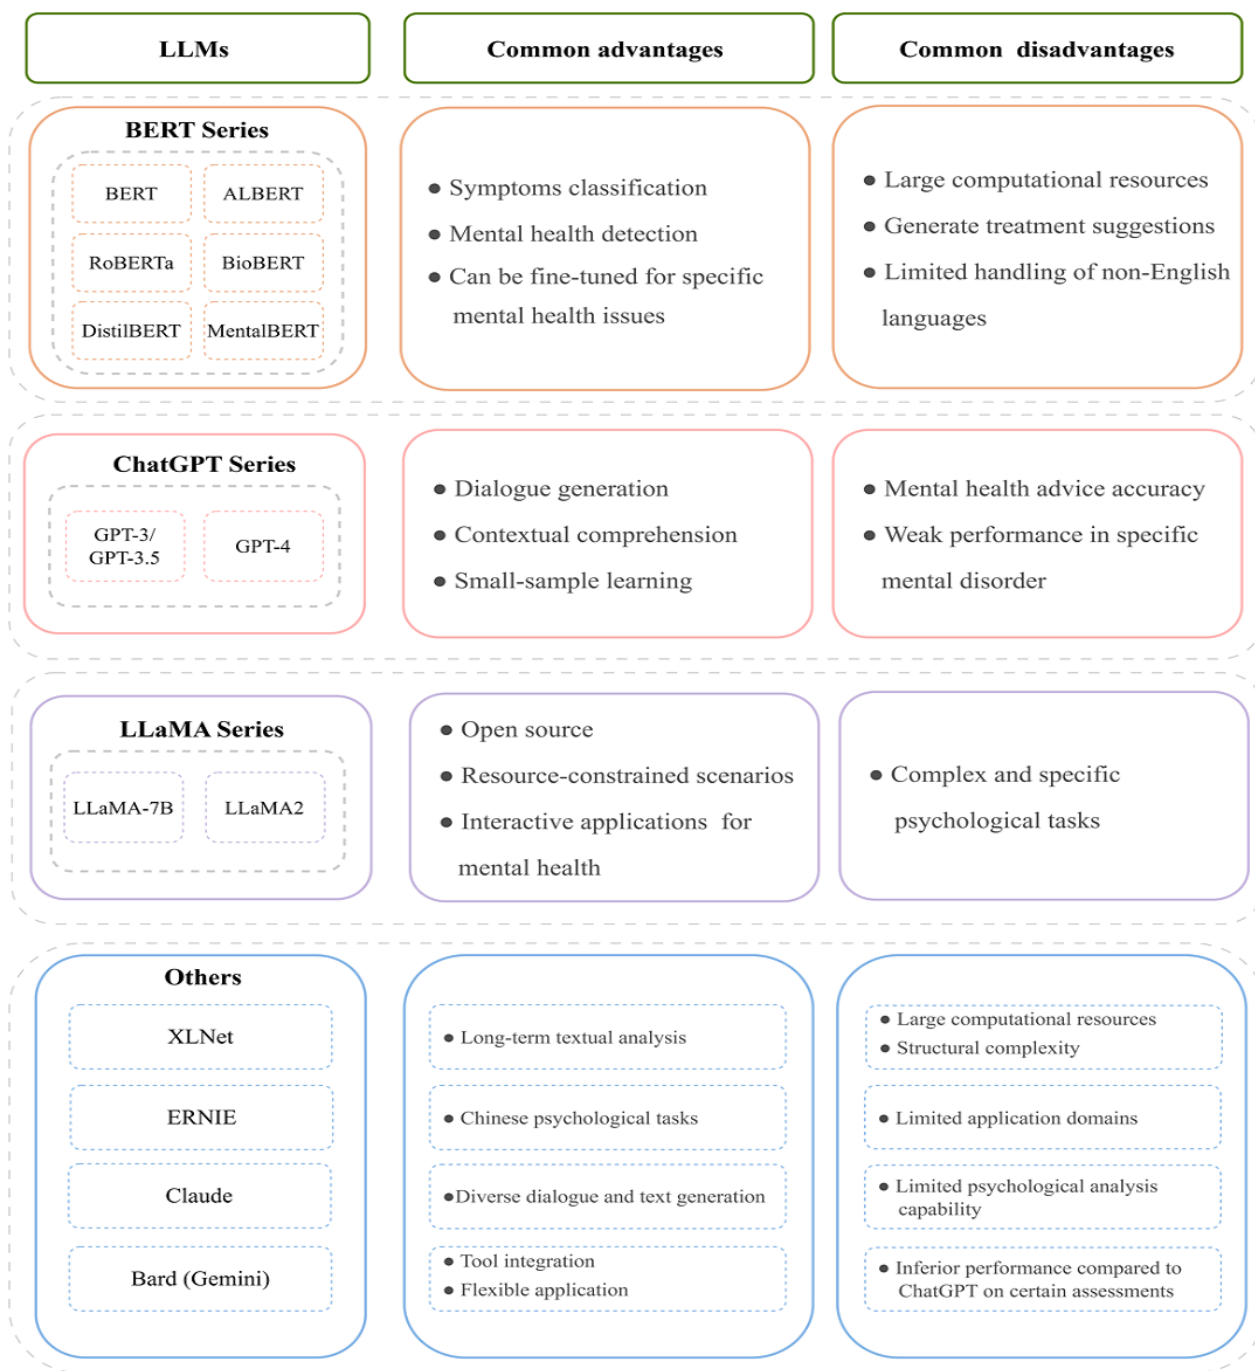 LLMs
Common advantages
Common disadvantages
BERT Series
BERT
ALBERT
RoBERTa
BioBERT
DistilBERT
MentalBERT
● Symptoms classification
● Mental health detection
● Can be fine-tuned for specific
mental health issues
● Large computational resources
● Generate treatment suggestions
● Limited handling of non-English
languages
ChatGPT Series
GPT-3/
GPT-3.5
GPT-4
● Dialogue generation
● Contextual comprehension
● Small-sample learning
● Mental health advice accuracy
● Weak performance in specific
mental disorder
LLaMA Series
LLaMA-7B
LLaMA2
● Open source
● Resource-constrained scenarios
● Interactive applications for
mental health
● Complex and specific
psychological tasks
Others
XLNet
● Long-term textual analysis
● Large computational resources
● Structural complexity
ERNIE
● Chinese psychological tasks
● Limited application domains
Claude
●Diverse dialogue and text generation
● Limited psychological analysis
capability
Bard (Gemini)
● Tool integration
● Flexible application
● Inferior performance compared to
ChatGPT on certain assessments